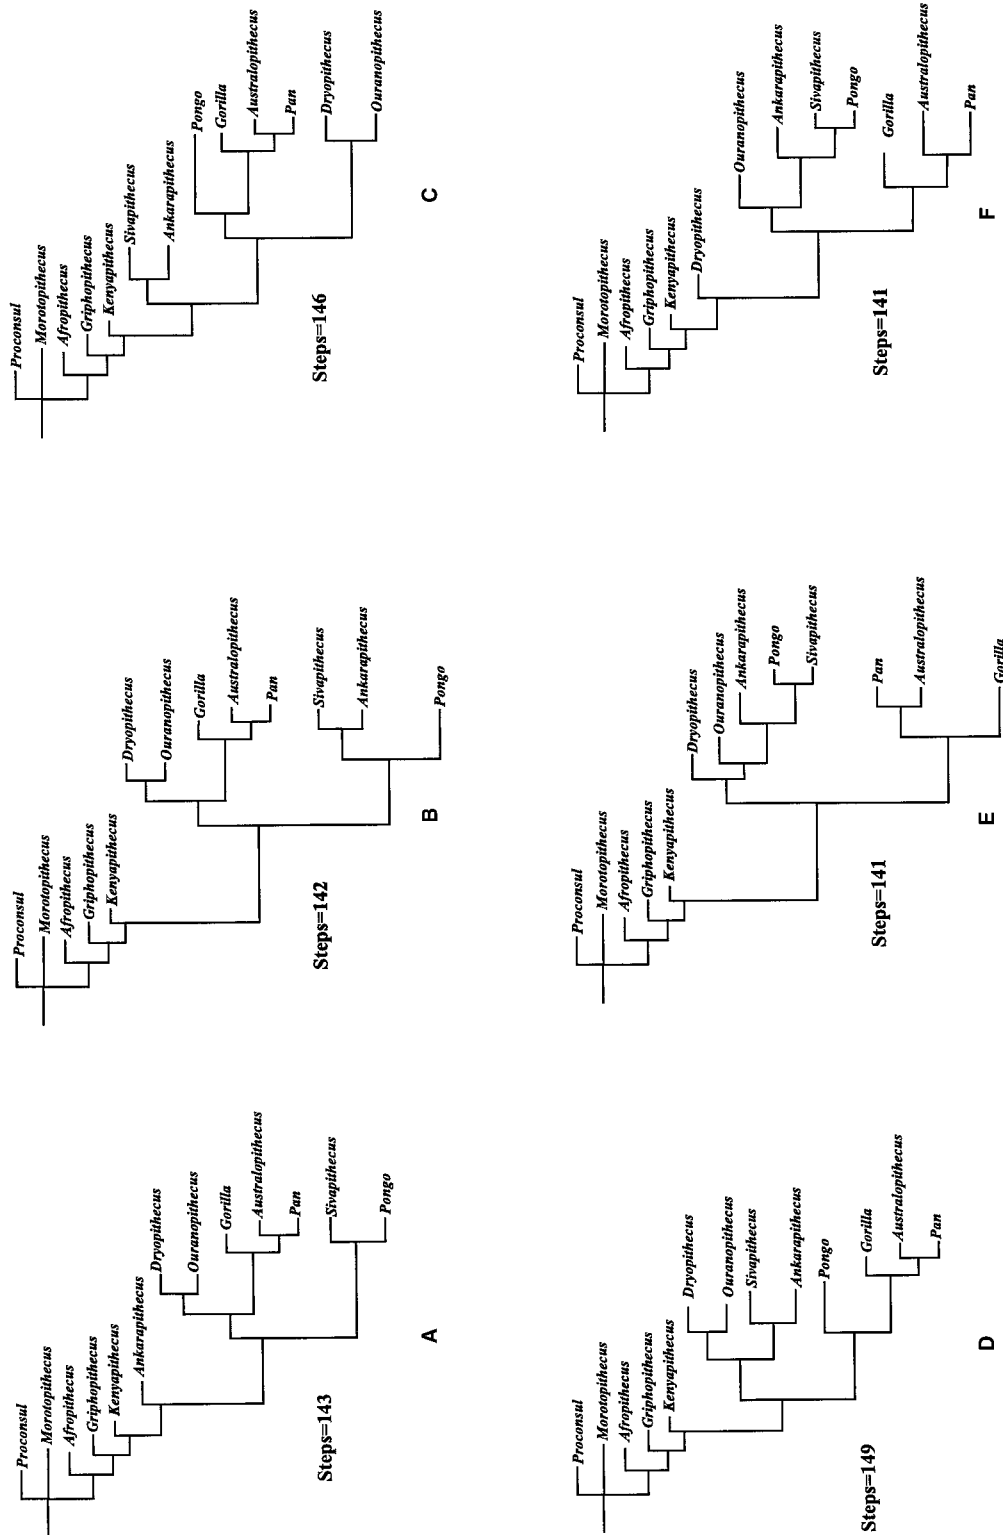 Proconsul
Morotopithecus
Afropithecus
Griphopithecus
Kenyapithecus
Ankarapithecus
Dryopithecus
Ouranopithecus
Gorilla
Australopithecus
Pan
Sivapithecus
Pongo
Steps=143
A
Proconsul
Morotopithecus
Afropithecus
Griphopithecus
Kenyapithecus
Dryopithecus
Ouranopithecus
Gorilla
Australopithecus
Pan
Sivapithecus
Ankarapithecus
Pongo
Steps=142
B
Proconsul
Morotopithecus
Afropithecus
Griphopithecus
Kenyapithecus
Sivapithecus
Ankarapithecus
Pongo
Gorilla
Australopithecus
Pan
Dryopithecus
Ouranopithecus
Steps=146
C
Proconsul
Morotopithecus
Afropithecus
Griphopithecus
Kenyapithecus
Dryopithecus
Ouranopithecus
Sivapithecus
Ankarapithecus
Pongo
Gorilla
Australopithecus
Pan
Steps=149
D
Proconsul
Morotopithecus
Afropithecus
Griphopithecus
Kenyapithecus
Dryopithecus
Ouranopithecus
Ankarapithecus
Pongo
Sivapithecus
Pan
Australopithecus
Gorilla
Steps=141
E
Proconsul
Morotopithecus
Afropithecus
Griphopithecus
Kenyapithecus
Dryopithecus
Ouranopithecus
Ankarapithecus
Sivapithecus
Pongo
Gorilla
Australopithecus
Pan
Steps=141
F